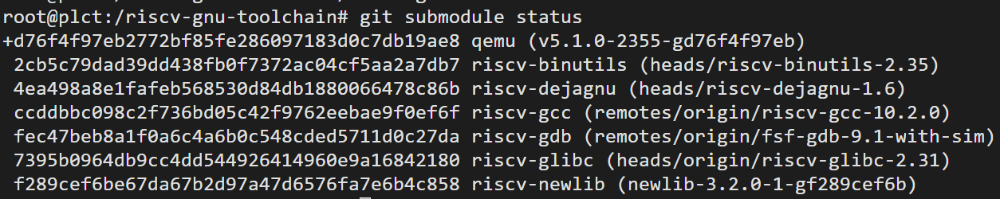 root@plct:/riscv-gnu-toolchain# git submodule status
+d76f4f97eb2772bf85fe286097183d0c7db19ae8 qemu (v5.1.0-2355-gd76f4f97eb)
 2cb5c79dad39dd438fb0f7372ac04cf5aa2a7db7 riscv-binutils (heads/riscv-binutils-2.35)
 4ea498a8e1fafeb568530d84db1880066478c86b riscv-dejagnu (heads/riscv-dejagnu-1.6)
 ccddbbc098c2f736bd05c42f9762eebae9f0ef6f riscv-gcc (remotes/origin/riscv-gcc-10.2.0)
 fec47beb8a1f0a6c4a6b0c548cded5711d0c27da riscv-gdb (remotes/origin/fsf-gdb-9.1-with-sim)
 7395b0964db9cc4dd544926414960e9a16842180 riscv-glibc (heads/origin/riscv-glibc-2.31)
 f289cef6be67da67b2d97a47d6576fa7e6b4c858 riscv-newlib (newlib-3.2.0-1-gf289cef6b)